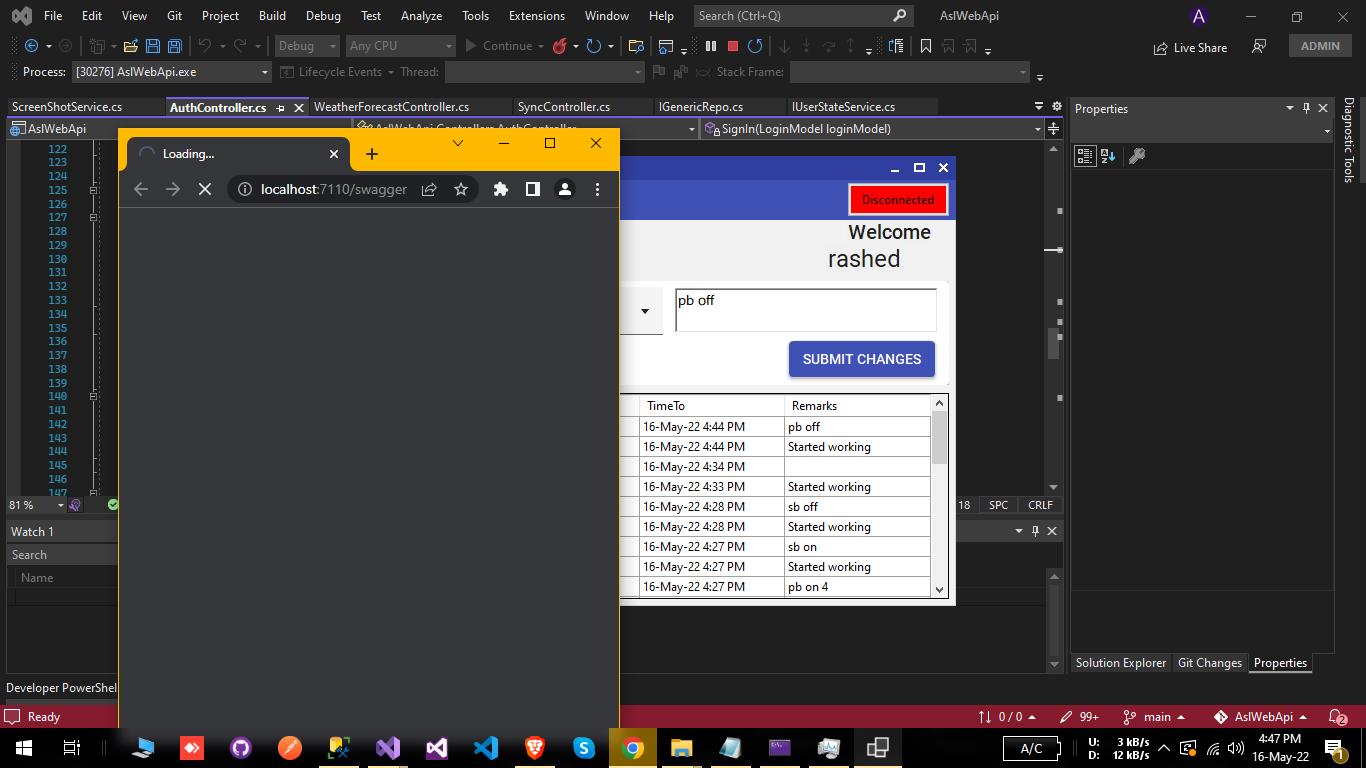 File Edit View Git Project Build Debug Test Analyze Tools Extensions Window Help Search (Ctrl+Q) AslWebApi A
Debug Any CPU Continue Live Share ADMIN
Process: [30276] AslWebApi.exe Lifecycle Events Thread: Stack Frame:
ScreenShotService.cs AuthController.cs WeatherForecastController.cs SyncController.cs IGenericRepo.cs IUserStateService.cs Properties
AslWebApi AslWebApi.Controllers.AuthController SignIn(LoginModel loginModel)
Diagnostic Tools
122
123
124
125
126
127
128
129
130
131
132
133
134
135
136
137
138
139
140
141
142
143
144
145
146
147
Loading...
localhost:7110/swagger
Disconnected
Welcome
rashed
pb off
SUBMIT CHANGES
TimeTo Remarks
16-May-22 4:44 PM pb off
16-May-22 4:44 PM Started working
16-May-22 4:34 PM
16-May-22 4:33 PM Started working
16-May-22 4:28 PM sb off
16-May-22 4:28 PM Started working
16-May-22 4:27 PM sb on
16-May-22 4:27 PM Started working
16-May-22 4:27 PM pb on 4
81 % 18 SPC CRLF
Watch 1
Search
Name
Solution Explorer Git Changes Properties
Developer PowerShel
Ready 0 / 0 99+ main AslWebApi 2
A/C U: 3 kB/s
D: 12 kB/s
4:47 PM
16-May-22
1